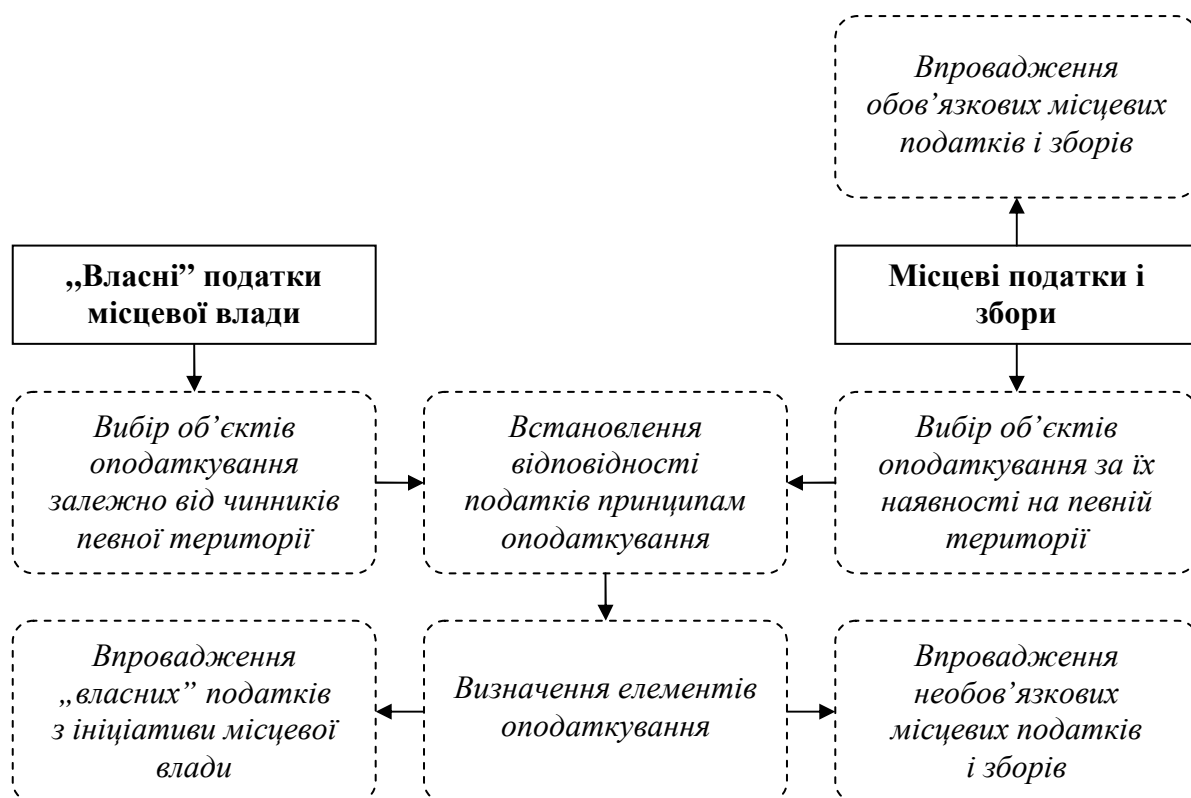 Впровадження
обов’язкових місцевих
податків і зборів
„Власні” податки
місцевої влади
Місцеві податки і
збори
Вибір об’єктів
оподаткування
залежно від чинників
певної території
Встановлення
відповідності
податків принципам
оподаткування
Вибір об’єктів
оподаткування за їх
наявності на певній
території
Впровадження
„власних” податків
з ініціативи місцевої
влади
Визначення елементів
оподаткування
Впровадження
необов’язкових
місцевих податків
і зборів